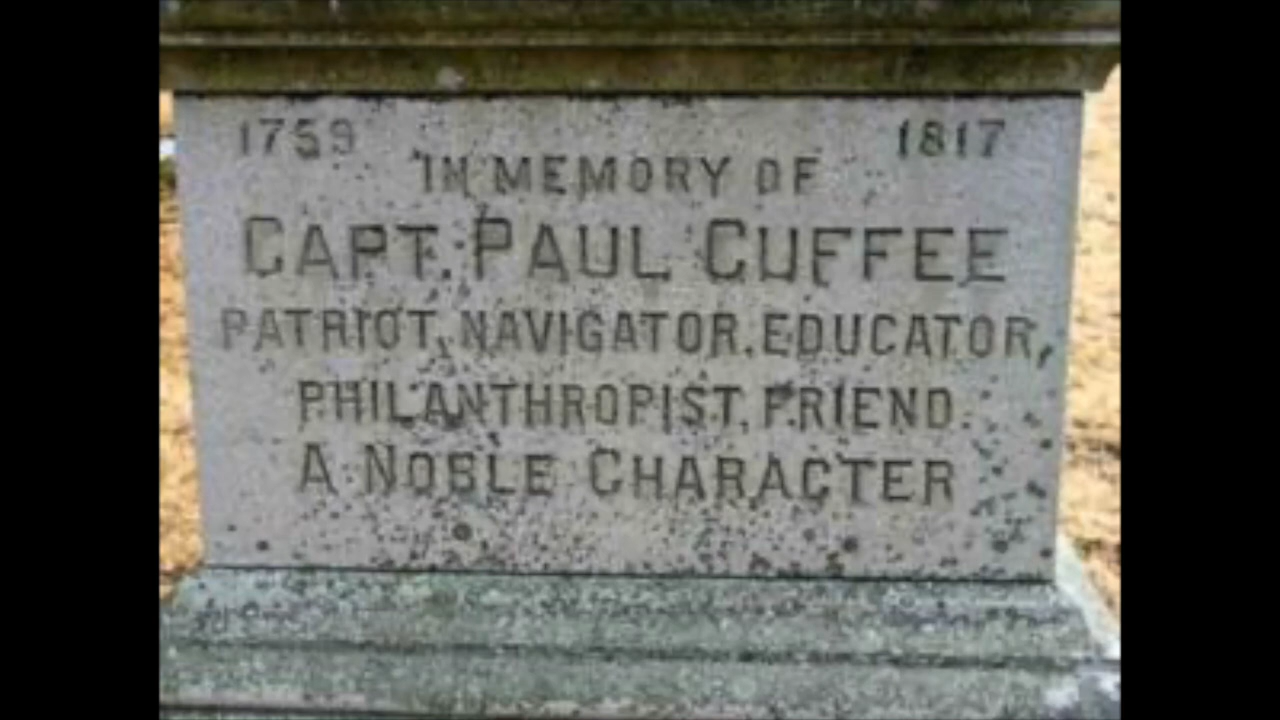 1759 1817
IN MEMORY OF
CAPT. PAUL CUFFEE
PATRIOT, NAVIGATOR, EDUCATOR,
PHILANTHROPIST, FRIEND.
A NOBLE CHARACTER